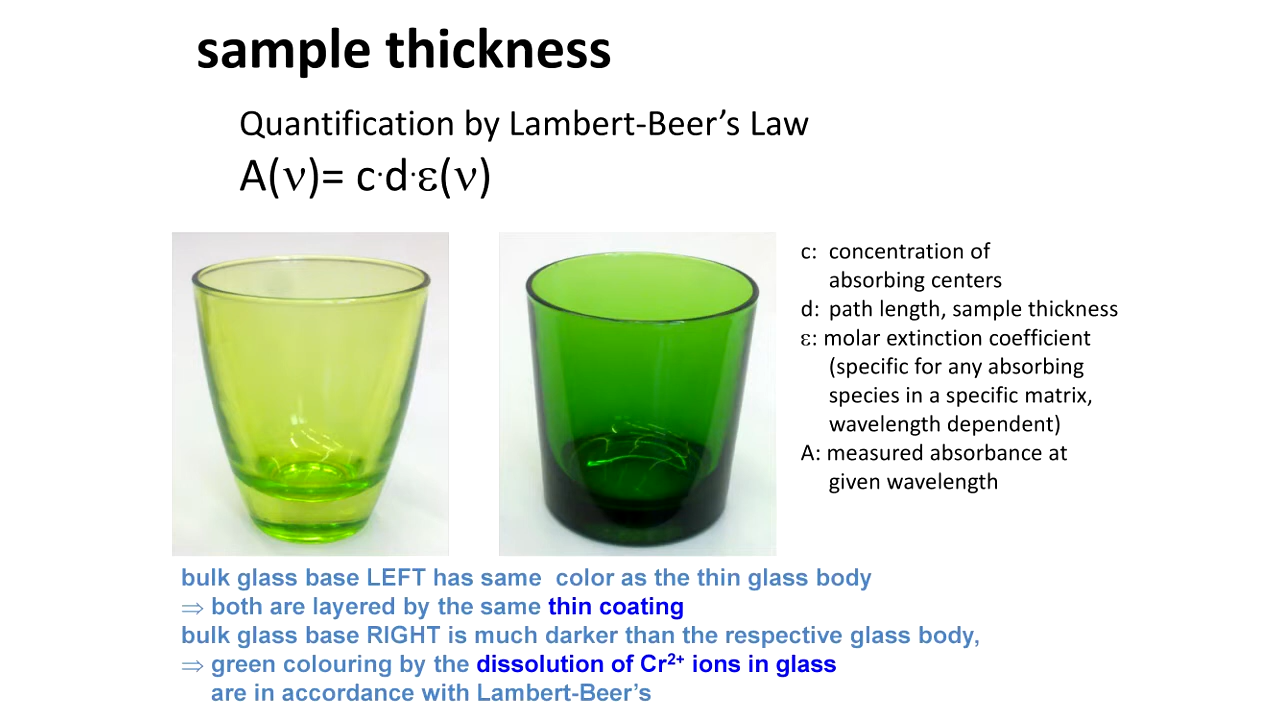 sample thickness
Quantification by Lambert-Beer’s Law
A(ν)= c·d·ε(ν)
c: concentration of
absorbing centers
d: path length, sample thickness
ε: molar extinction coefficient
(specific for any absorbing
species in a specific matrix,
wavelength dependent)
A: measured absorbance at
given wavelength
bulk glass base LEFT has same color as the thin glass body
⇒ both are layered by the same thin coating
bulk glass base RIGHT is much darker than the respective glass body,
⇒ green colouring by the dissolution of Cr²⁺ ions in glass
are in accordance with Lambert-Beer’s